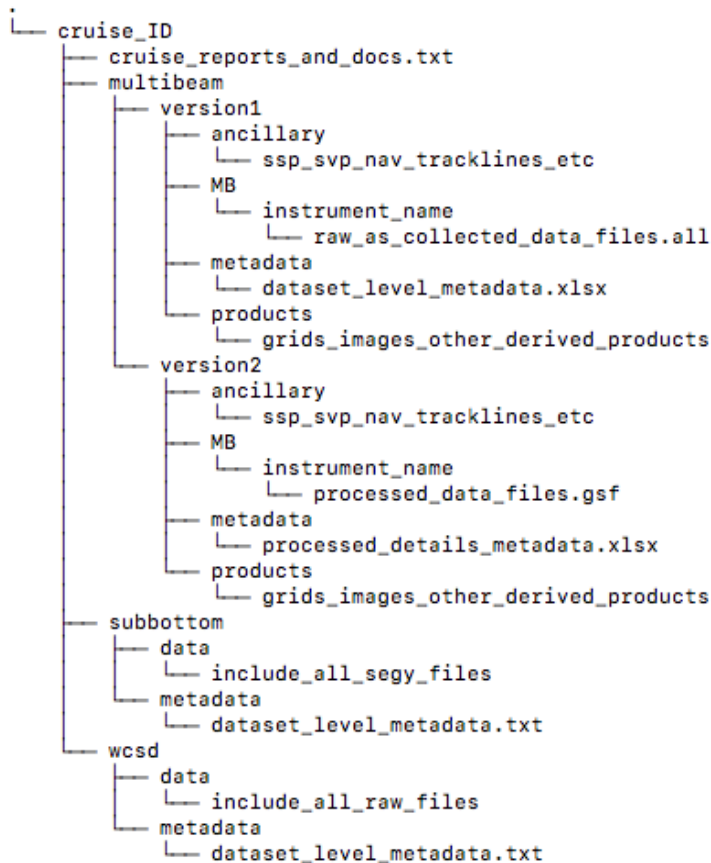 .
└── cruise_ID
    ├── cruise_reports_and_docs.txt
    ├── multibeam
    │   ├── version1
    │   │   ├── ancillary
    │   │   │   └── ssp_svp_nav_tracklines_etc
    │   │   ├── MB
    │   │   │   └── instrument_name
    │   │   │       └── raw_as_collected_data_files.all
    │   │   ├── metadata
    │   │   │   └── dataset_level_metadata.xlsx
    │   │   └── products
    │   │       └── grids_images_other_derived_products
    │   └── version2
    │       ├── ancillary
    │       │   └── ssp_svp_nav_tracklines_etc
    │       ├── MB
    │       │   └── instrument_name
    │       │       └── processed_data_files.gsf
    │       ├── metadata
    │       │   └── processed_details_metadata.xlsx
    │       └── products
    │           └── grids_images_other_derived_products
    ├── subbottom
    │   ├── data
    │   │   └── include_all_segy_files
    │   └── metadata
    │       └── dataset_level_metadata.txt
    └── wcsd
        ├── data
        │   └── include_all_raw_files
        └── metadata
            └── dataset_level_metadata.txt